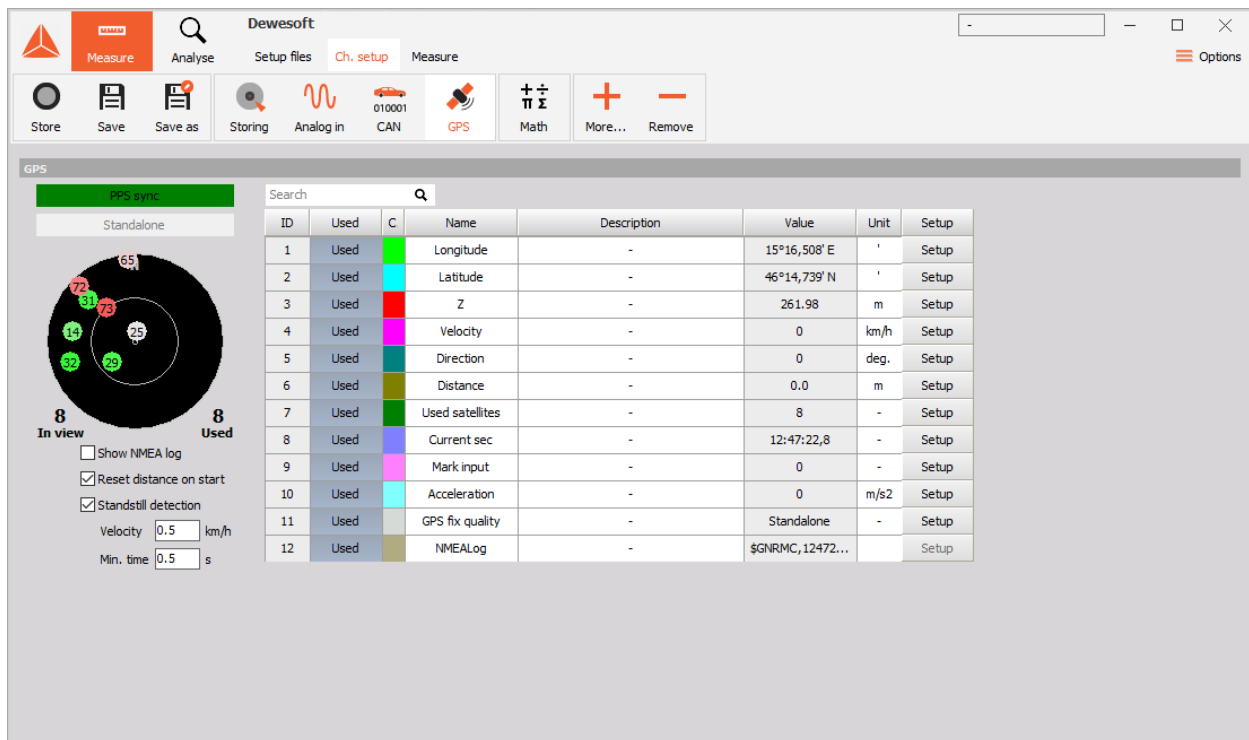 Dewesoft
-
Measure
Analyse
Setup files
Ch. setup
Measure
Options
Store
Save
Save as
Storing
Analog in
010001
CAN
GPS
Math
More...
Remove
GPS
PPS sync
Standalone
65
72
31
73
14
25
32
29
8
In view
8
Used
Show NMEA log
Reset distance on start
Standstill detection
Velocity 0.5 km/h
Min. time 0.5 s
Search
ID Used C Name Description Value Unit Setup
1 Used Longitude - 15°16,508' E ' Setup
2 Used Latitude - 46°14,739' N ' Setup
3 Used Z - 261.98 m Setup
4 Used Velocity - 0 km/h Setup
5 Used Direction - 0 deg. Setup
6 Used Distance - 0.0 m Setup
7 Used Used satellites - 8 - Setup
8 Used Current sec - 12:47:22,8 - Setup
9 Used Mark input - 0 - Setup
10 Used Acceleration - 0 m/s2 Setup
11 Used GPS fix quality - Standalone - Setup
12 Used NMEALog - $GNRMC,12472... Setup